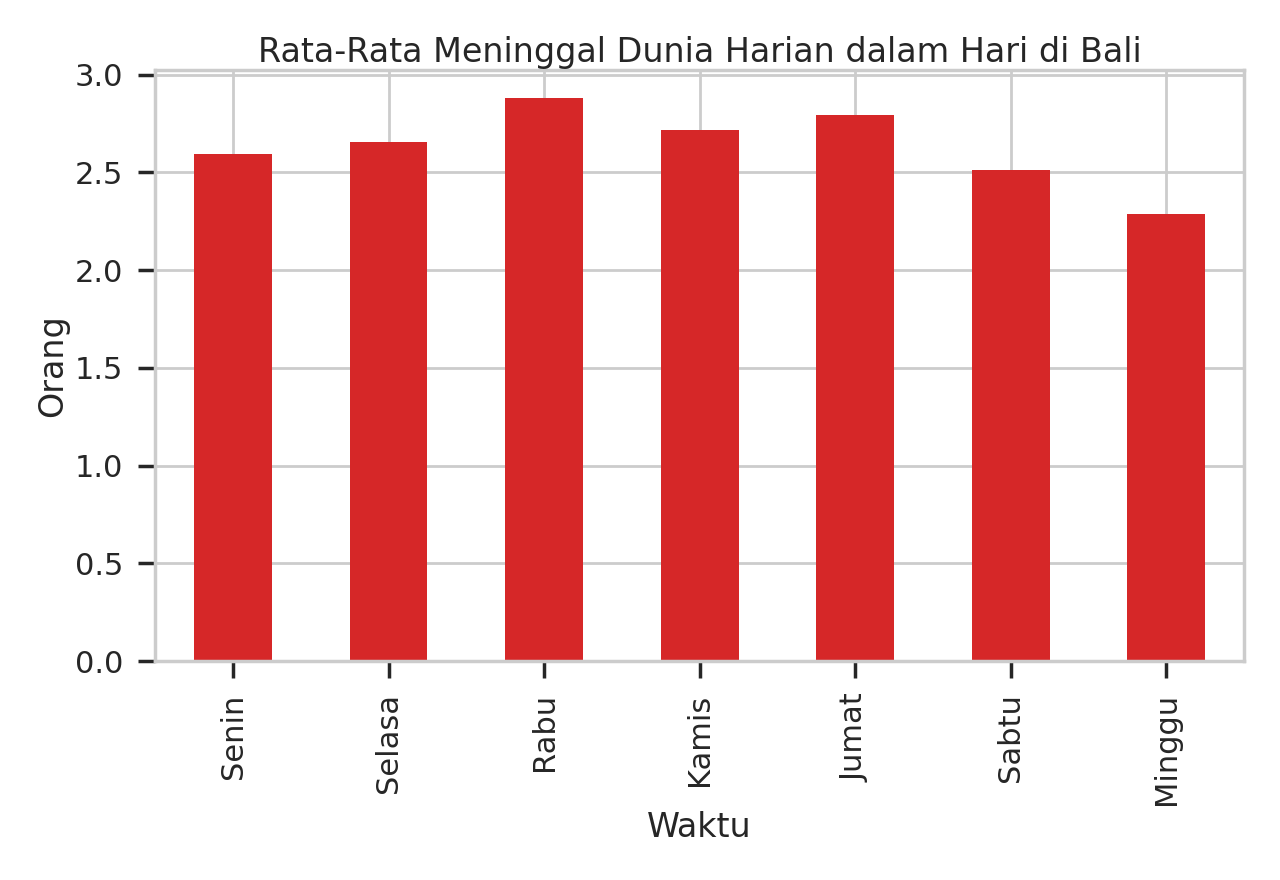 Rata-Rata Meninggal Dunia Harian dalam Hari di Bali
3.0
2.5
2.0
1.5
1.0
0.5
0.0
Orang
Senin
Selasa
Rabu
Kamis
Jumat
Sabtu
Minggu
Waktu